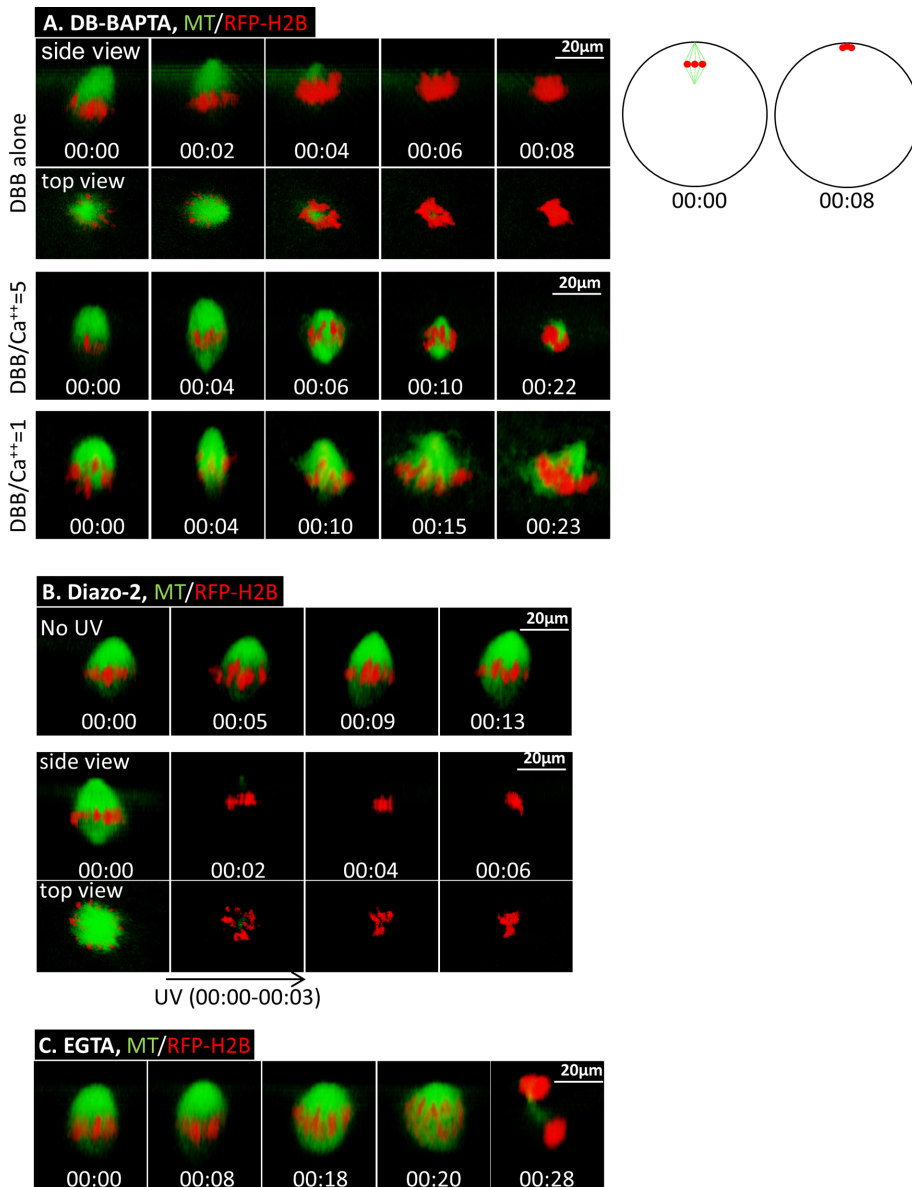 A. DB-BAPTA, MT/RFP-H2B
DBB alone
side view
20µm
00:00 00:02 00:04 00:06 00:08
00:00 00:08
top view
DBB/Ca⁺⁺=5
20µm
00:00 00:04 00:06 00:10 00:22
DBB/Ca⁺⁺=1
00:00 00:04 00:10 00:15 00:23
B. Diazo-2, MT/RFP-H2B
No UV
20µm
00:00 00:05 00:09 00:13
side view
20µm
00:00 00:02 00:04 00:06
top view
UV (00:00-00:03)
C. EGTA, MT/RFP-H2B
20µm
00:00 00:08 00:18 00:20 00:28